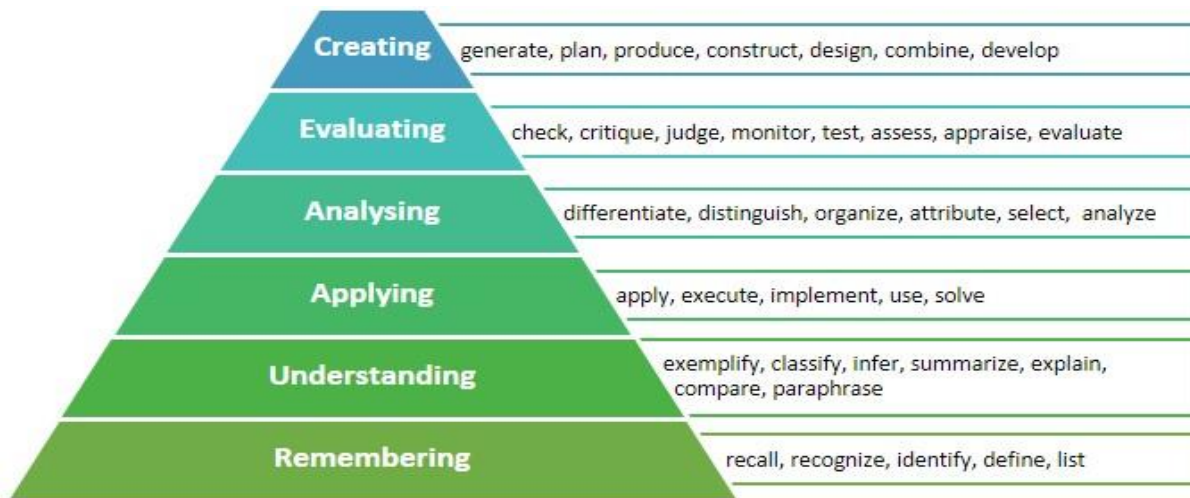 Creating
generate, plan, produce, construct, design, combine, develop
Evaluating
check, critique, judge, monitor, test, assess, appraise, evaluate
Analysing
differentiate, distinguish, organize, attribute, select, analyze
Applying
apply, execute, implement, use, solve
Understanding
exemplify, classify, infer, summarize, explain,
compare, paraphrase
Remembering
recall, recognize, identify, define, list